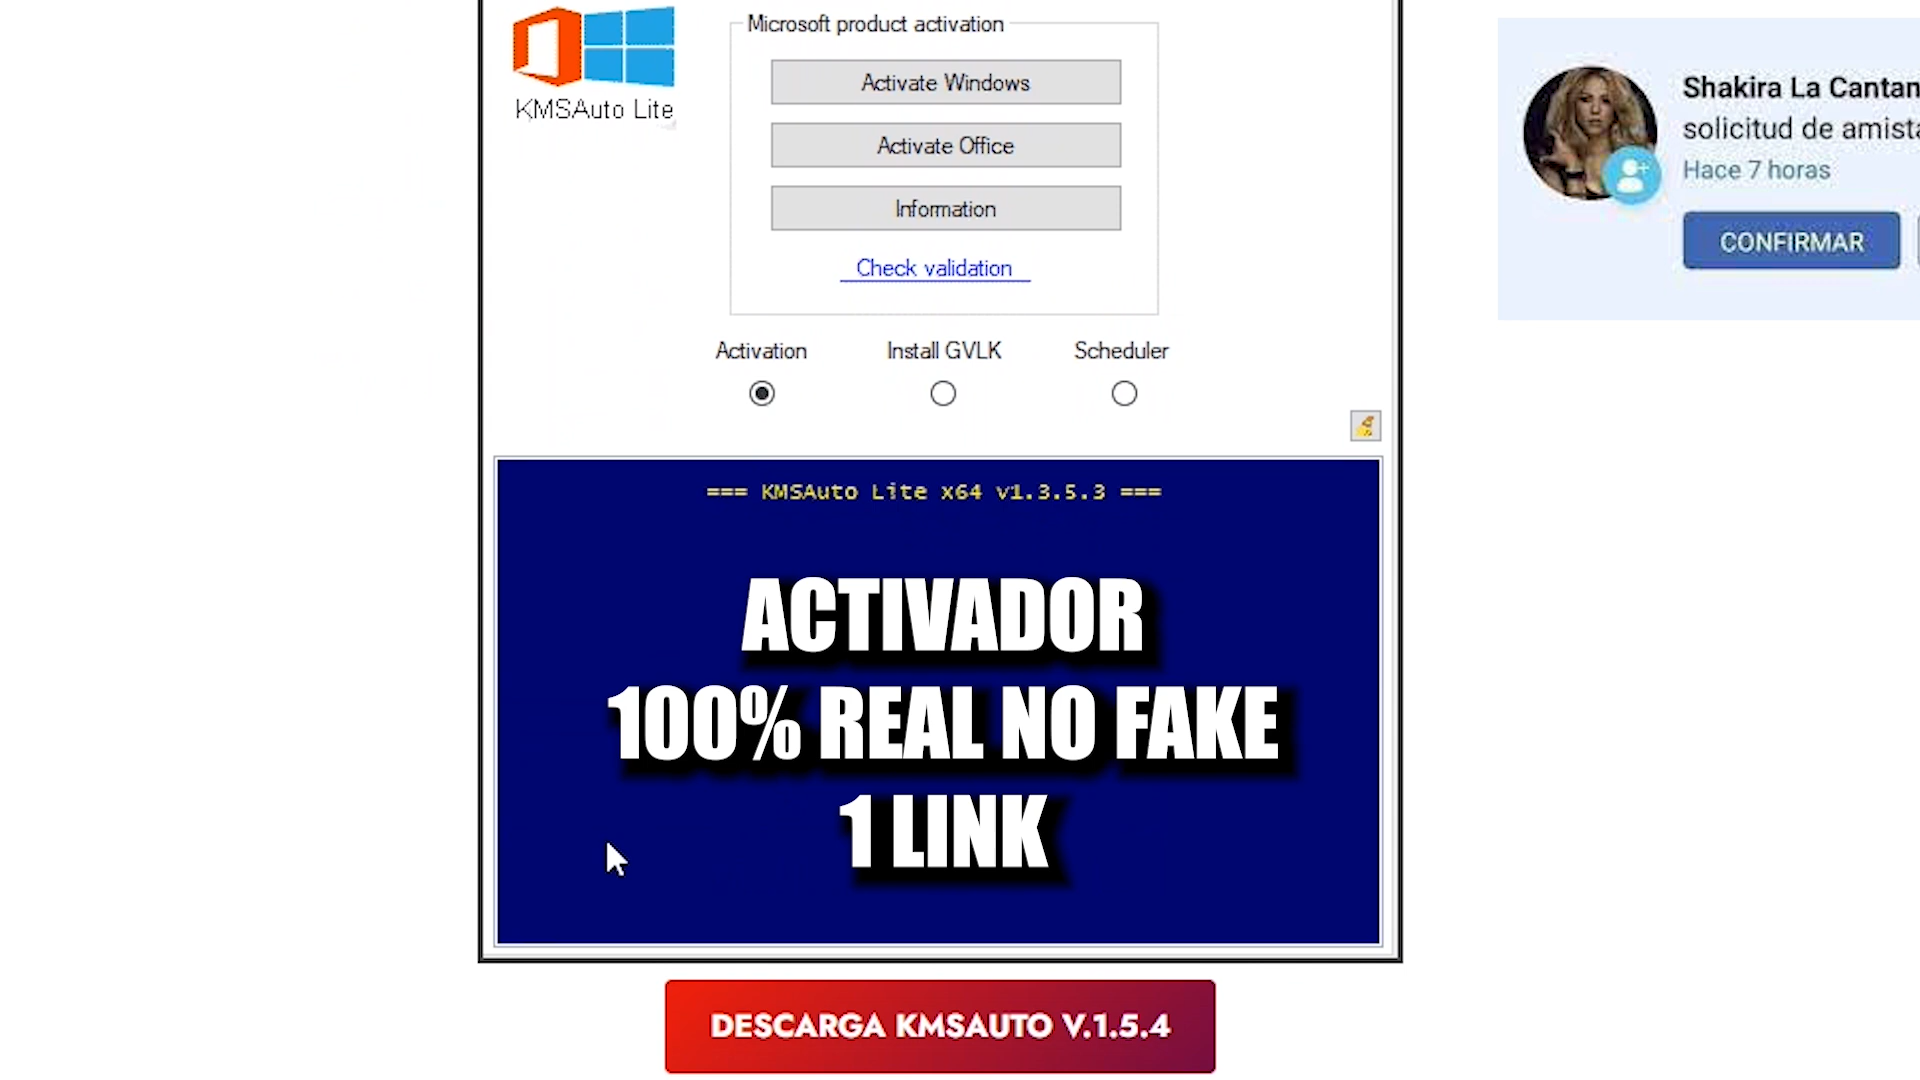 KMSAuto Lite
Microsoft product activation
Activate Windows
Activate Office
Information
Check validation
Activation
Install GVLK
Scheduler
=== KMSAuto Lite x64 v1.3.5.3 ===
ACTIVADOR
100% REAL NO FAKE
1 LINK
DESCARGA KMSAUTO V.1.5.4
Shakira La Cantan
solicitud de amista
Hace 7 horas
CONFIRMAR